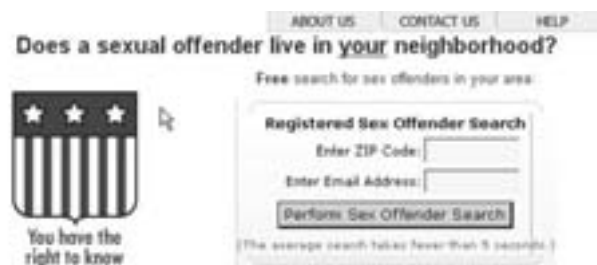 ABOUT US CONTACT US HELP
Does a sexual offender live in your neighborhood?
Free search for sex offenders in your area
Registered Sex Offender Search
Enter ZIP Code:
Enter Email Address:
Perform Sex Offender Search
(The average search takes fewer than 5 seconds.)
You have the
right to know